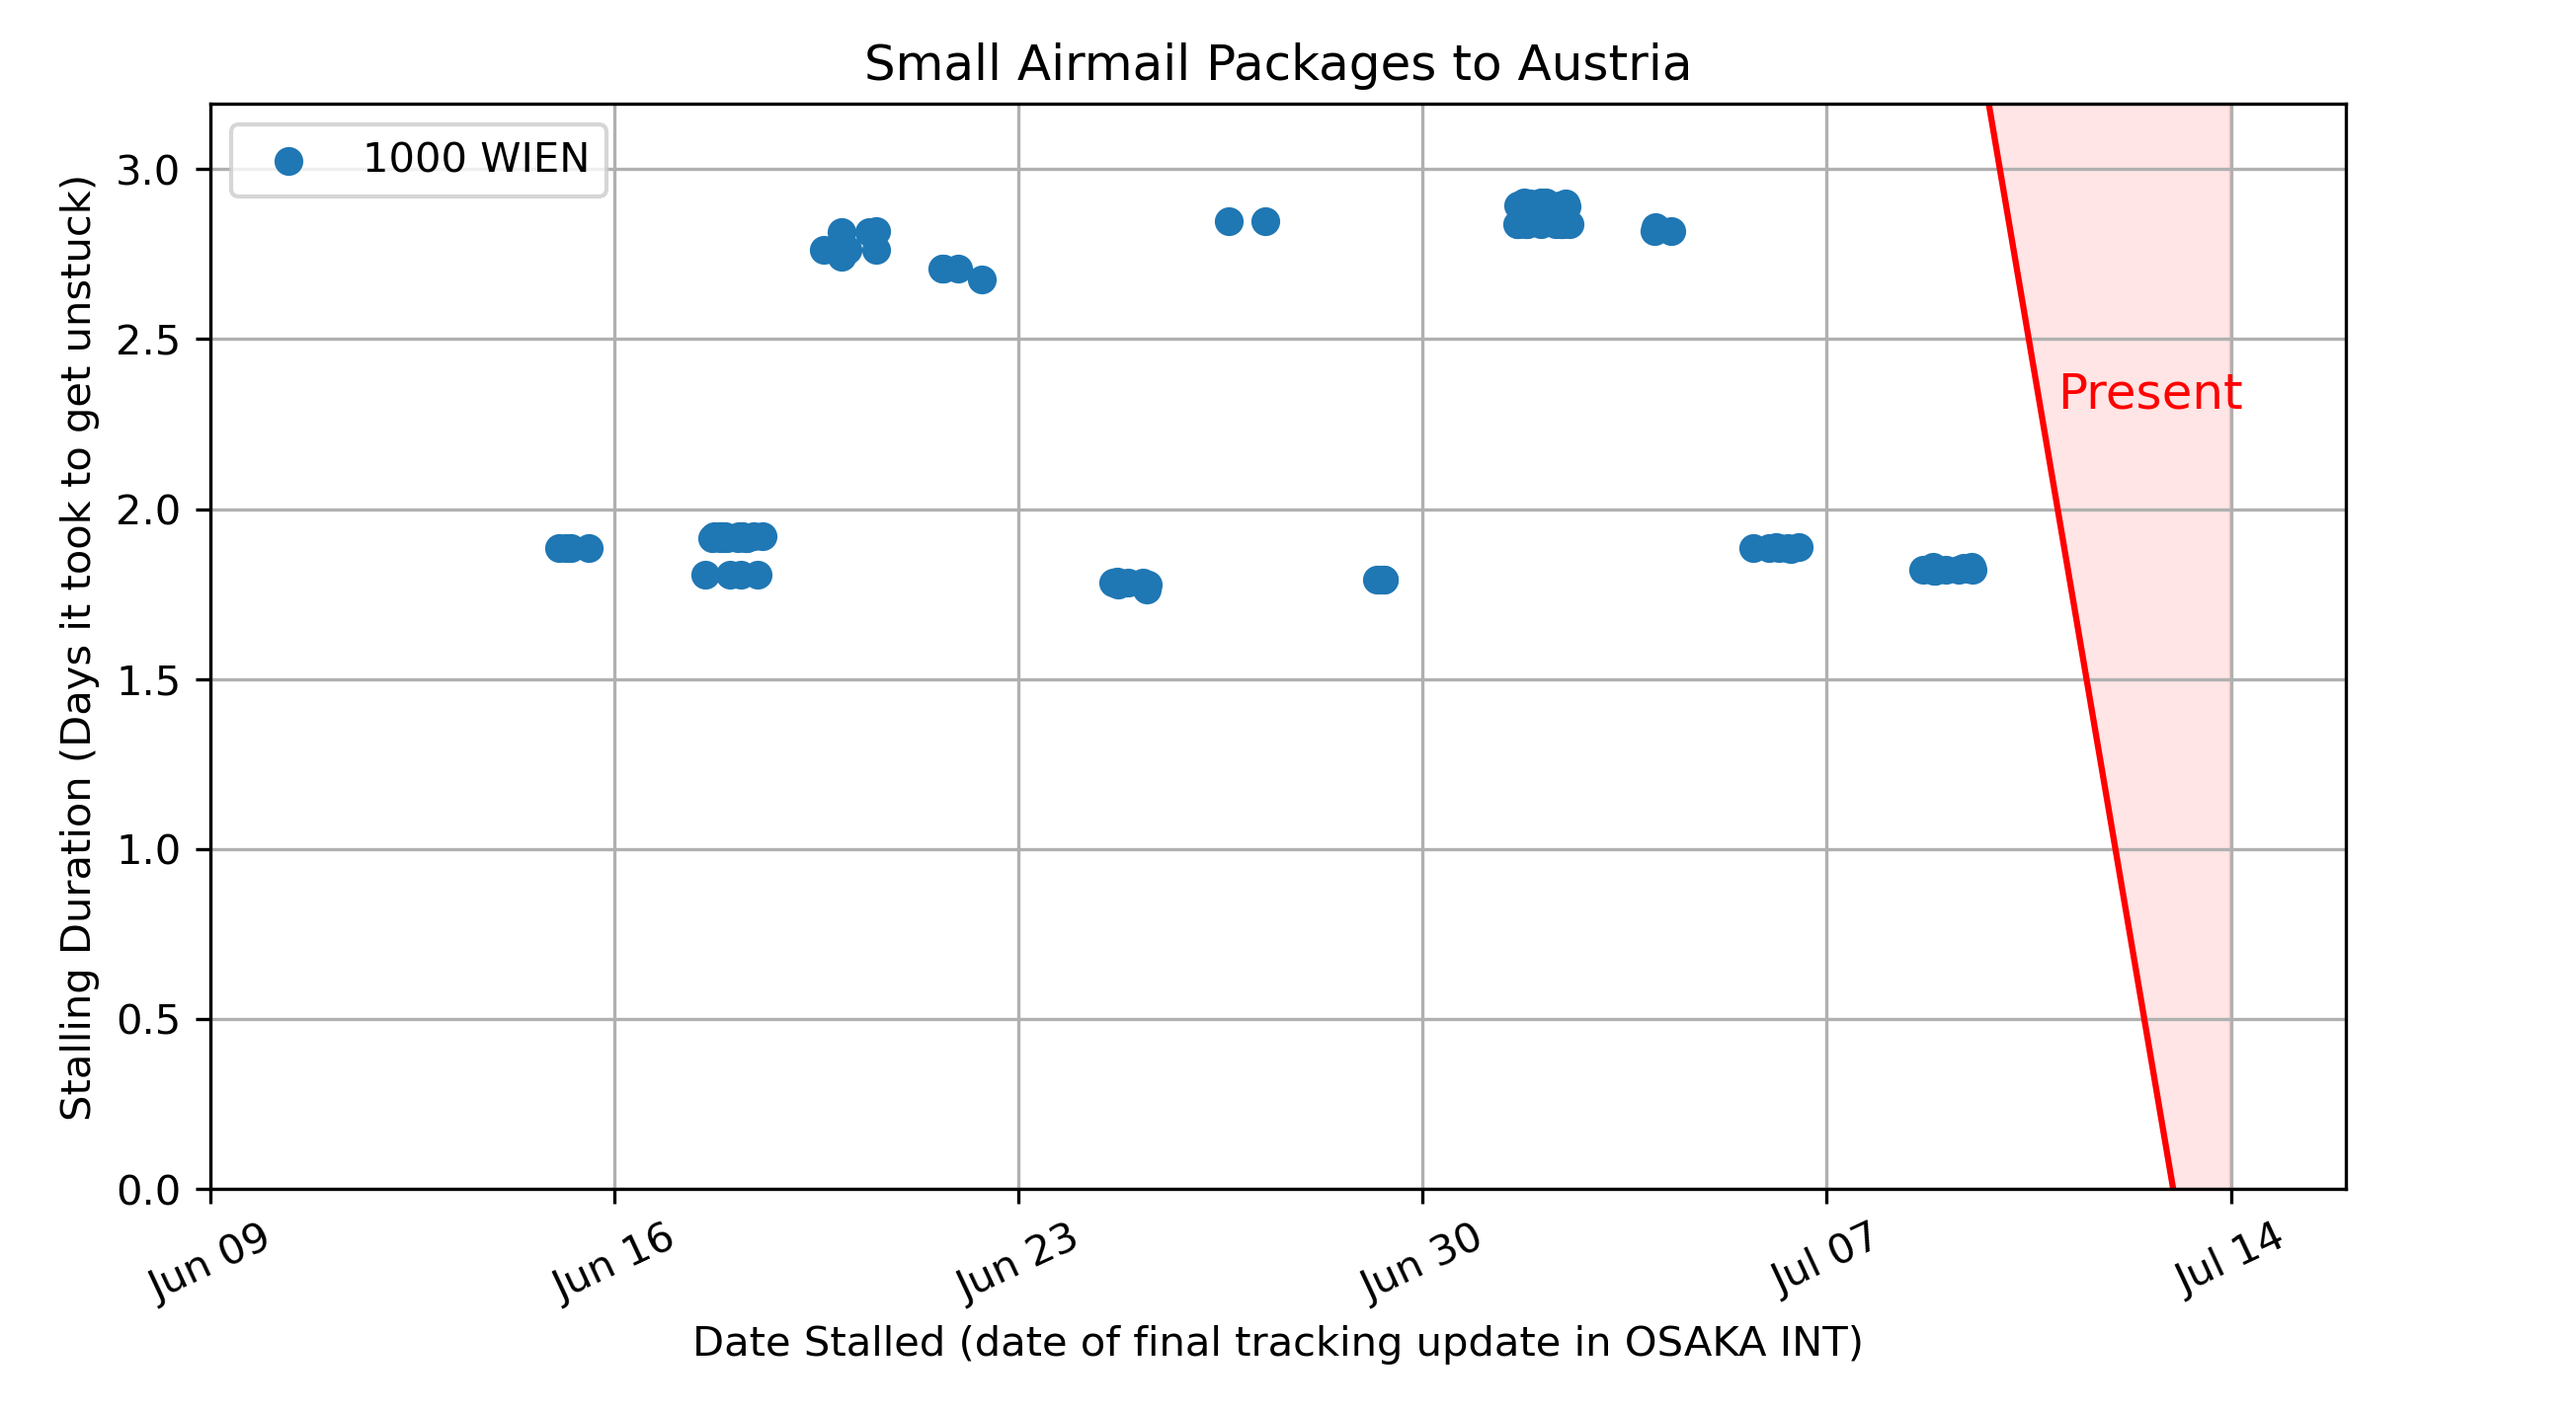 Small Airmail Packages to Austria
1000 WIEN
Stalling Duration (Days it took to get unstuck)
3.0
2.5
2.0
1.5
1.0
0.5
0.0
Present
Jun 09
Jun 16
Jun 23
Jun 30
Jul 07
Jul 14
Date Stalled (date of final tracking update in OSAKA INT)